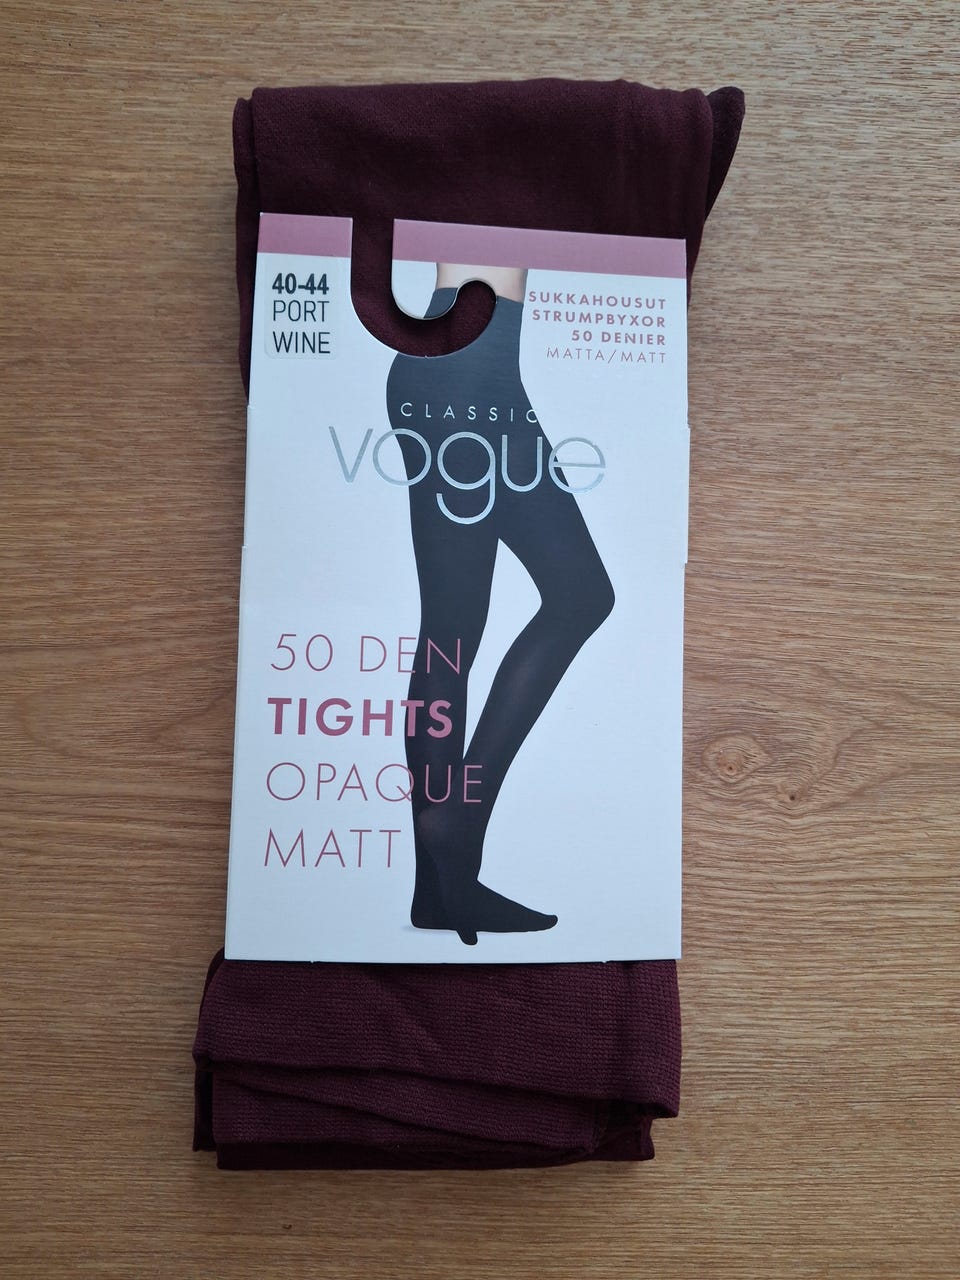 40-44
PORT
WINE
SUKKAHOUSUT
STRUMPBYXOR
50 DENIER
MATTA/MATT
CLASSIC
vogue
50 DEN
TIGHTS
OPAQUE
MATT